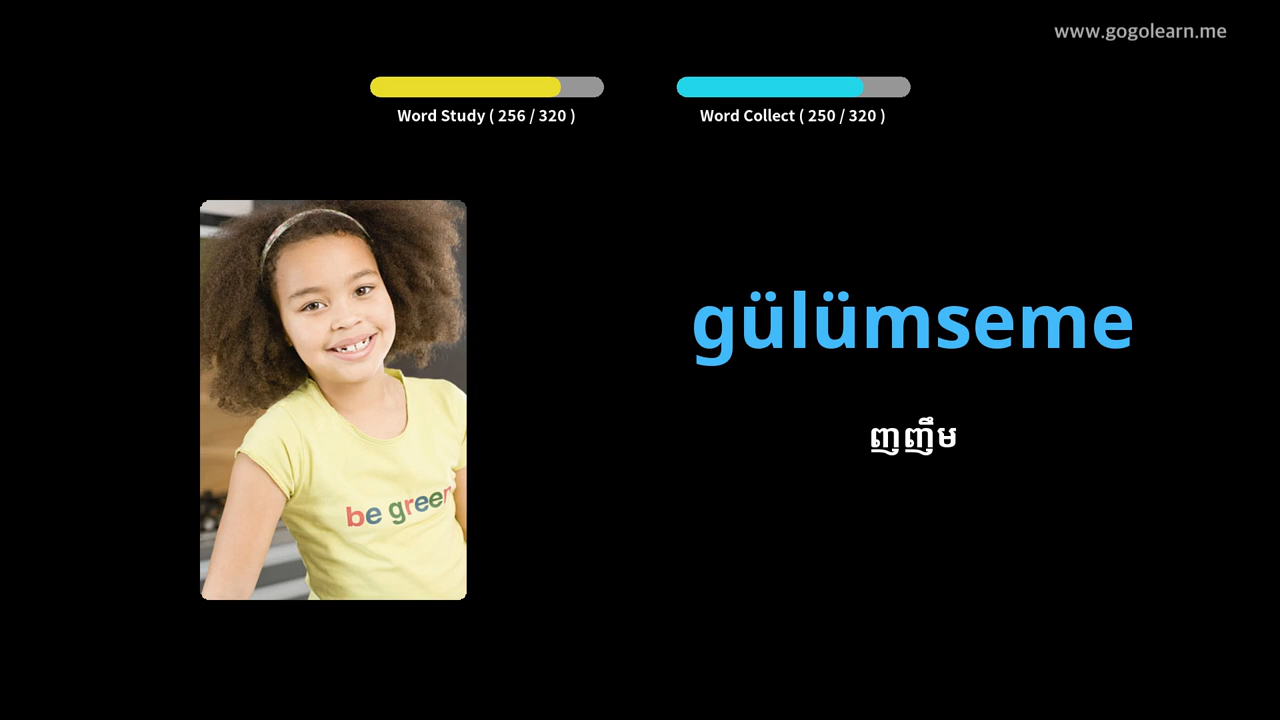 www.gogolearn.me
Word Study ( 256 / 320 )
Word Collect ( 250 / 320 )
gülümseme
ញញឹម
be green